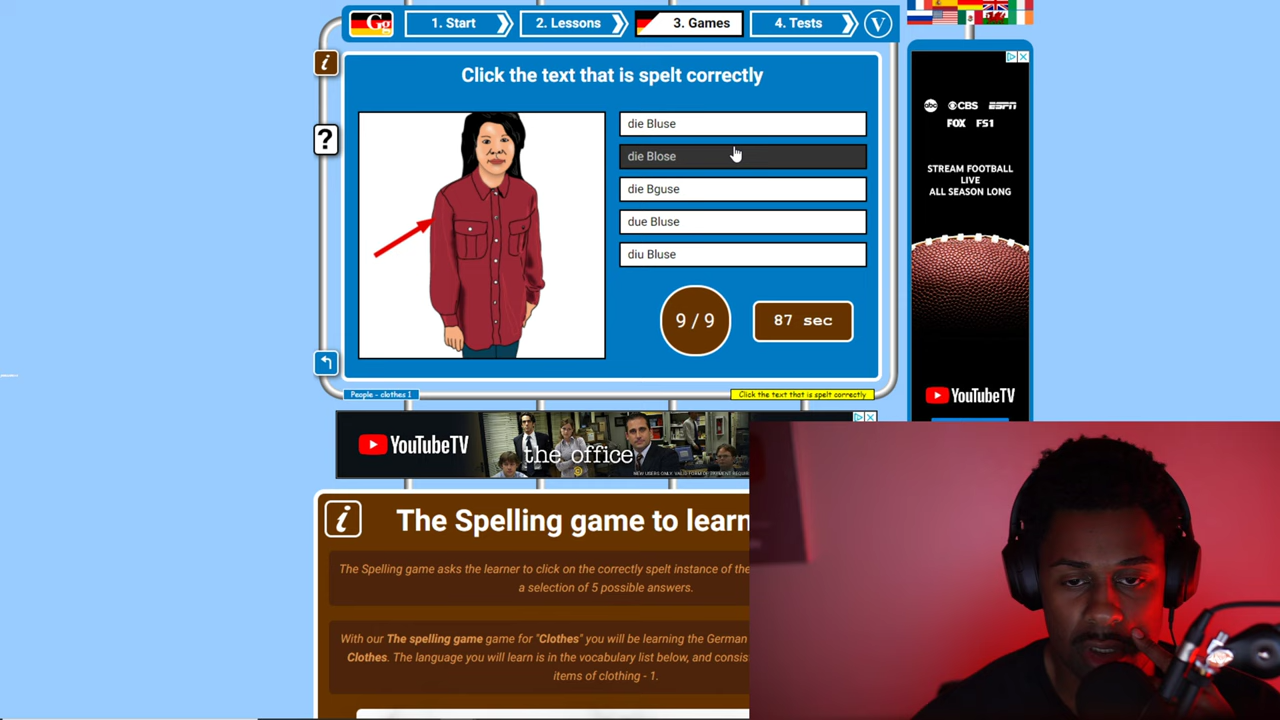 Gg
1. Start
2. Lessons
3. Games
4. Tests
V
i
Click the text that is spelt correctly
?
die Bluse
die Blose
die Bguse
due Bluse
diu Bluse
9/9
87 sec
People - clothes 1
Click the text that is spelt correctly
abc CBS ESPN
FOX FS1
STREAM FOOTBALL
LIVE
ALL SEASON LONG
YouTubeTV
YouTubeTV
the office
i
The Spelling game to learn
The Spelling game asks the learner to click on the correctly spelt instance of the
a selection of 5 possible answers.
With our The spelling game game for "Clothes" you will be learning the German
Clothes. The language you will learn is in the vocabulary list below, and consis
items of clothing - 1.